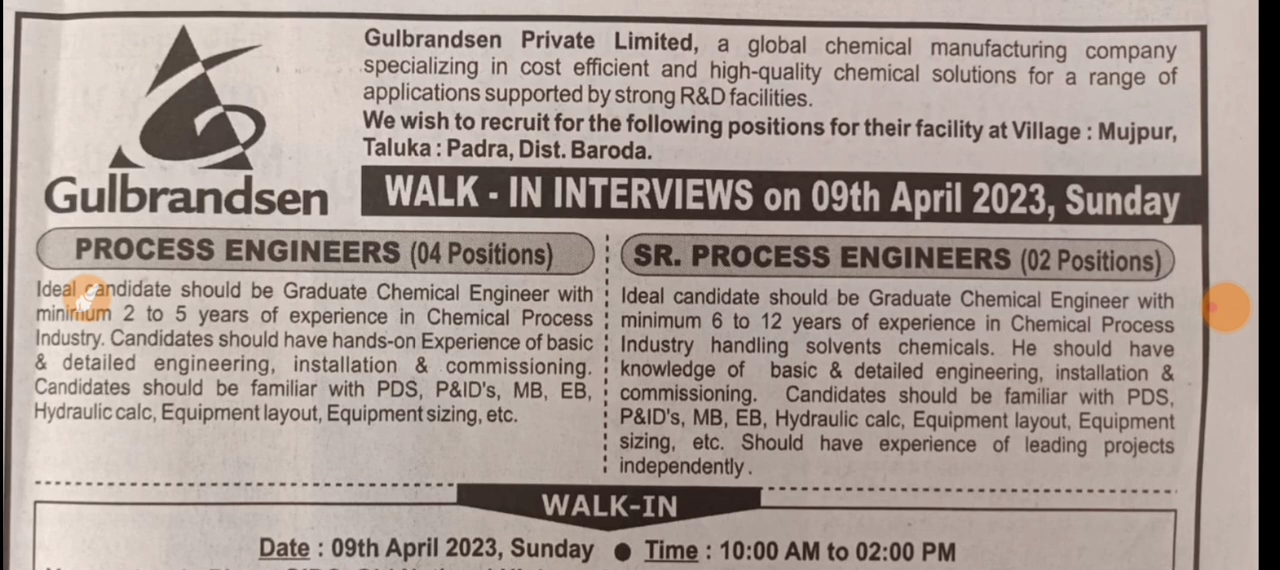 Gulbrandsen Private Limited, a global chemical manufacturing company
specializing in cost efficient and high-quality chemical solutions for a range of
applications supported by strong R&D facilities.
We wish to recruit for the following positions for their facility at Village : Mujpur,
Taluka : Padra, Dist. Baroda.
Gulbrandsen
WALK - IN INTERVIEWS on 09th April 2023, Sunday
PROCESS ENGINEERS (04 Positions)
Ideal candidate should be Graduate Chemical Engineer with
minimum 2 to 5 years of experience in Chemical Process
Industry. Candidates should have hands-on Experience of basic
& detailed engineering, installation & commissioning.
Candidates should be familiar with PDS, P&ID's, MB, EB,
Hydraulic calc, Equipment layout, Equipment sizing, etc.
SR. PROCESS ENGINEERS (02 Positions)
Ideal candidate should be Graduate Chemical Engineer with
minimum 6 to 12 years of experience in Chemical Process
Industry handling solvents chemicals. He should have
knowledge of basic & detailed engineering, installation &
commissioning. Candidates should be familiar with PDS,
P&ID's, MB, EB, Hydraulic calc, Equipment layout, Equipment
sizing, etc. Should have experience of leading projects
independently.
WALK-IN
Date : 09th April 2023, Sunday ● Time : 10:00 AM to 02:00 PM